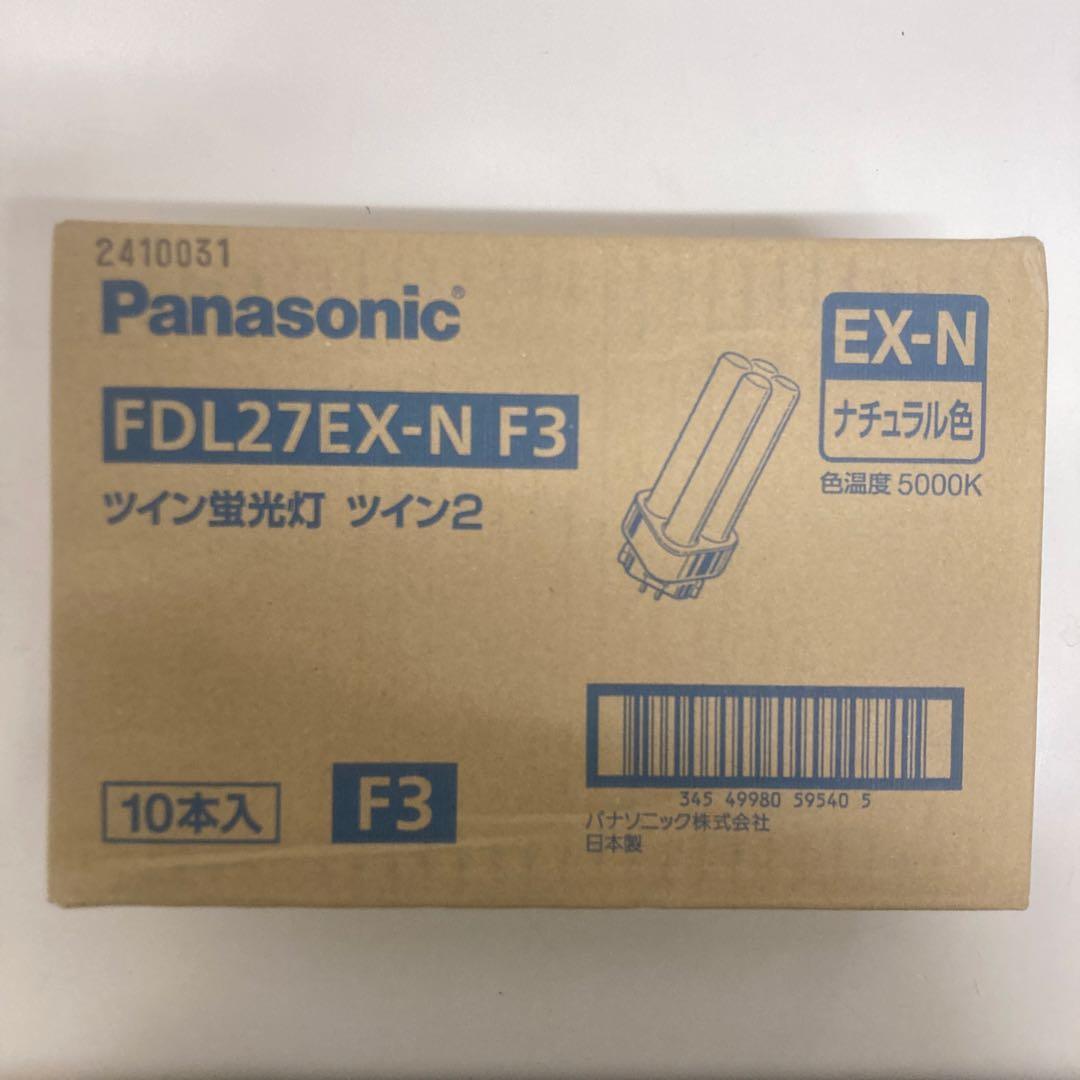 2410031
Panasonic®
FDL27EX-N F3
ツイン蛍光灯 ツイン2
EX-N
ナチュラル色
色温度 5000K
10本入
F3
345 49980 59540 5
パナソニック株式会社
日本製